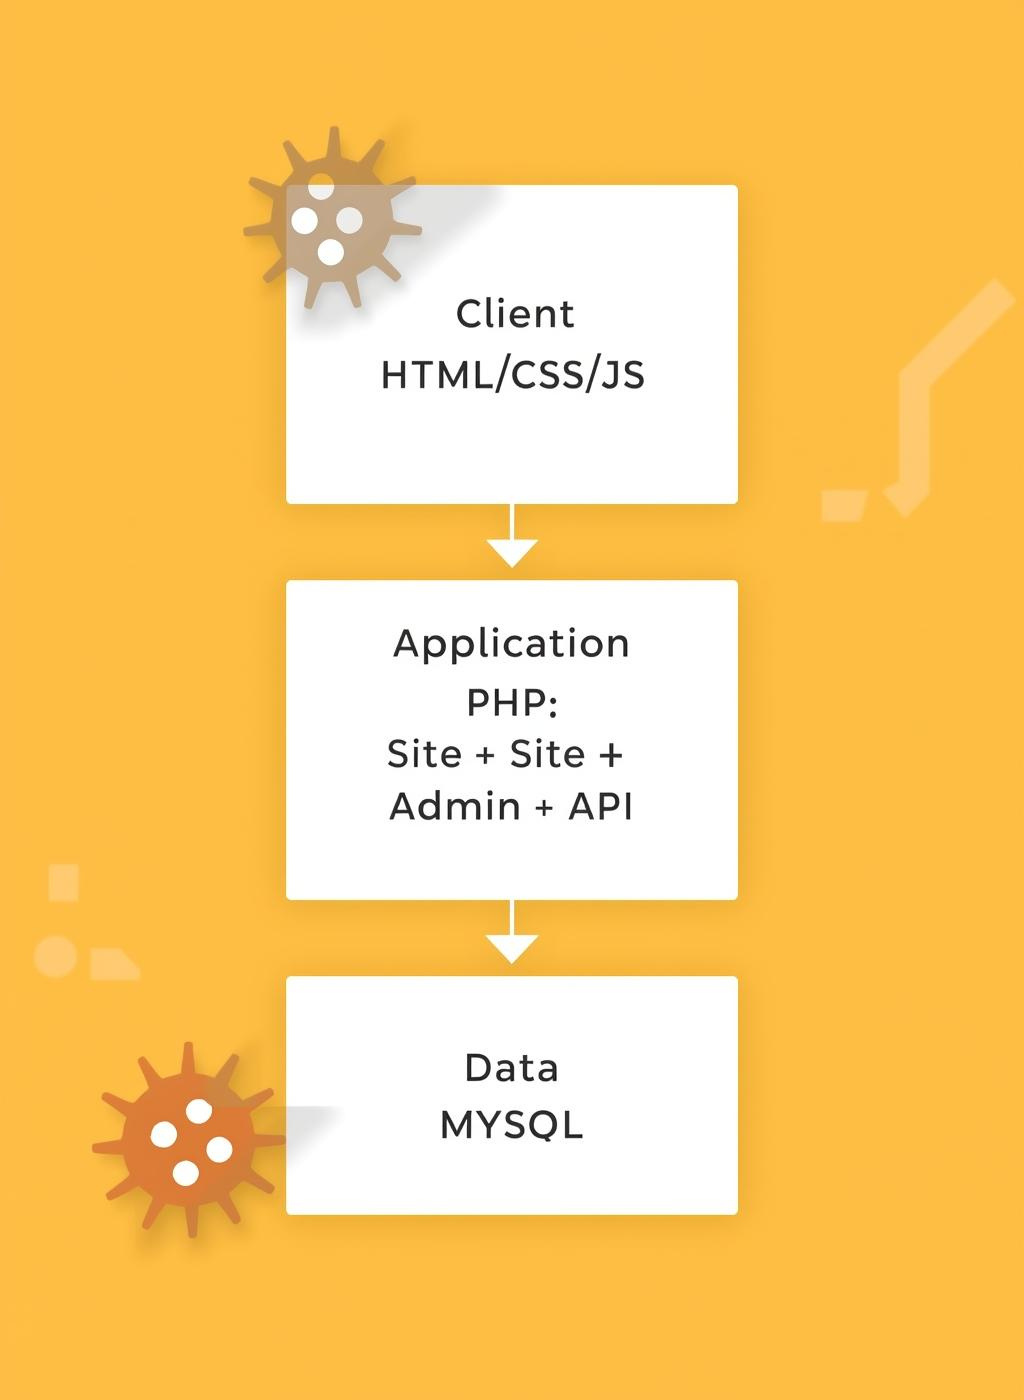 Client
HTML/CSS/JS
Application
PHP:
Site + Site +
Admin + API
Data
MYSQL